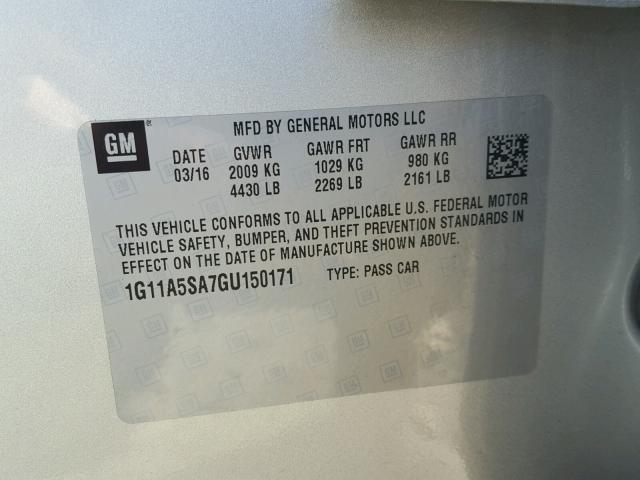 GM
MFD BY GENERAL MOTORS LLC
DATE GVWR GAWR FRT GAWR RR
03/16 2009 KG 1029 KG 980 KG
4430 LB 2269 LB 2161 LB
THIS VEHICLE CONFORMS TO ALL APPLICABLE U.S. FEDERAL MOTOR
VEHICLE SAFETY, BUMPER, AND THEFT PREVENTION STANDARDS IN
EFFECT ON THE DATE OF MANUFACTURE SHOWN ABOVE.
1G11A5SA7GU150171 TYPE: PASS CAR